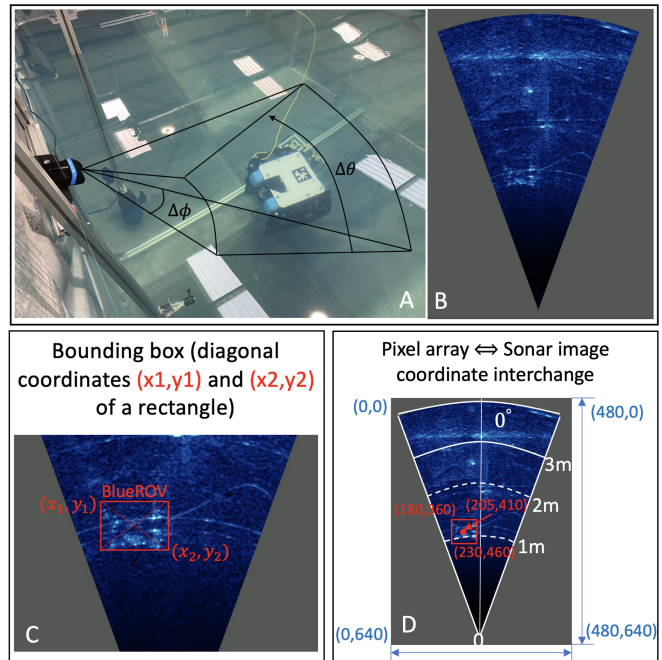 Δθ
Δϕ
A
B
Bounding box (diagonal
coordinates (x1,y1) and (x2,y2)
of a rectangle)
BlueROV
(x₁, y₁)
(x₂, y₂)
C
Pixel array ⇔ Sonar image
coordinate interchange
(0,0)
(480,0)
0°
3m
(180,360)
(205,410)
2m
(230,460)
1m
D
(0,640)
0
(480,640)